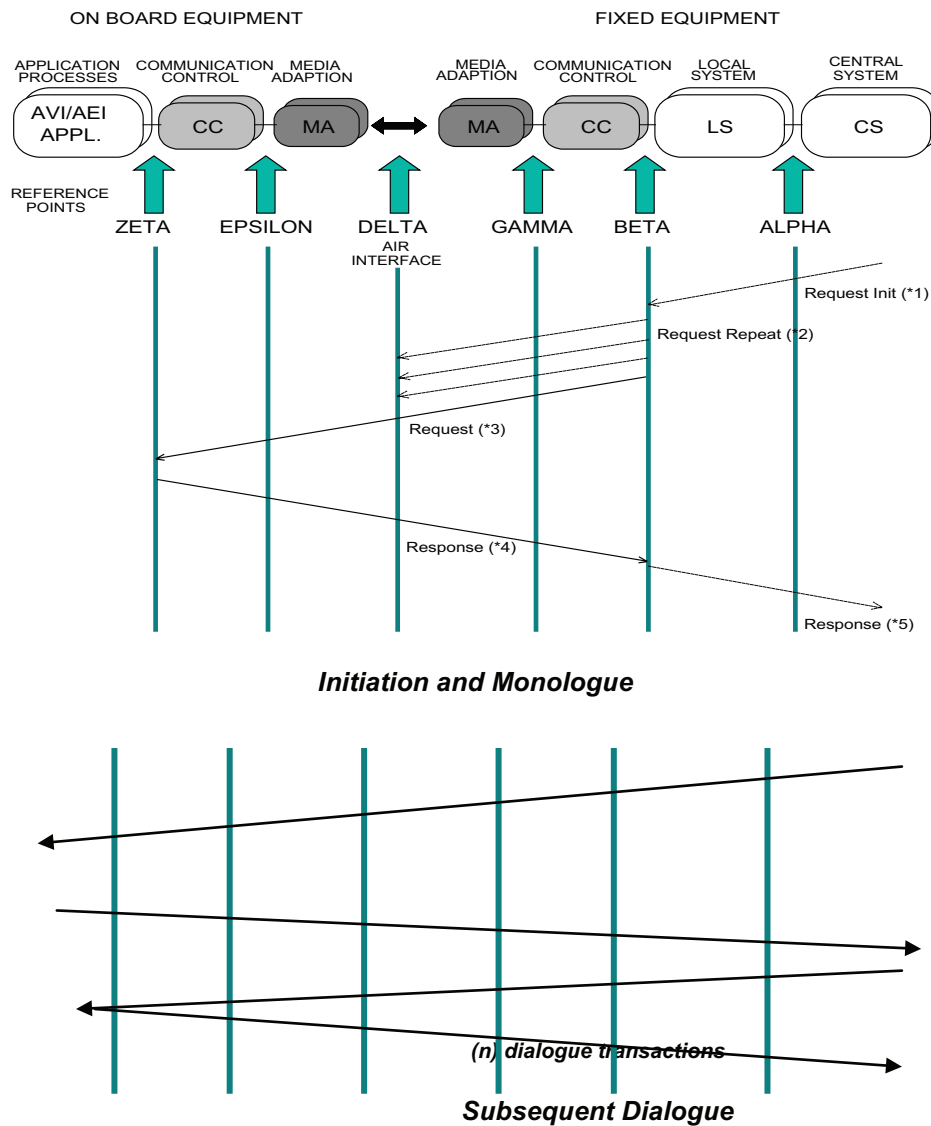 ON BOARD EQUIPMENT
FIXED EQUIPMENT
APPLICATION
PROCESSES
COMMUNICATION
CONTROL
MEDIA
ADAPTION
MEDIA
ADAPTION
COMMUNICATION
CONTROL
LOCAL
SYSTEM
CENTRAL
SYSTEM
AVI/AEI
APPL.
CC
MA
MA
CC
LS
CS
REFERENCE
POINTS
ZETA
EPSILON
DELTA
AIR
INTERFACE
GAMMA
BETA
ALPHA
Request Init (*1)
Request Repeat (*2)
Request (*3)
Response (*4)
Response (*5)
Initiation and Monologue
(n) dialogue transactions
Subsequent Dialogue